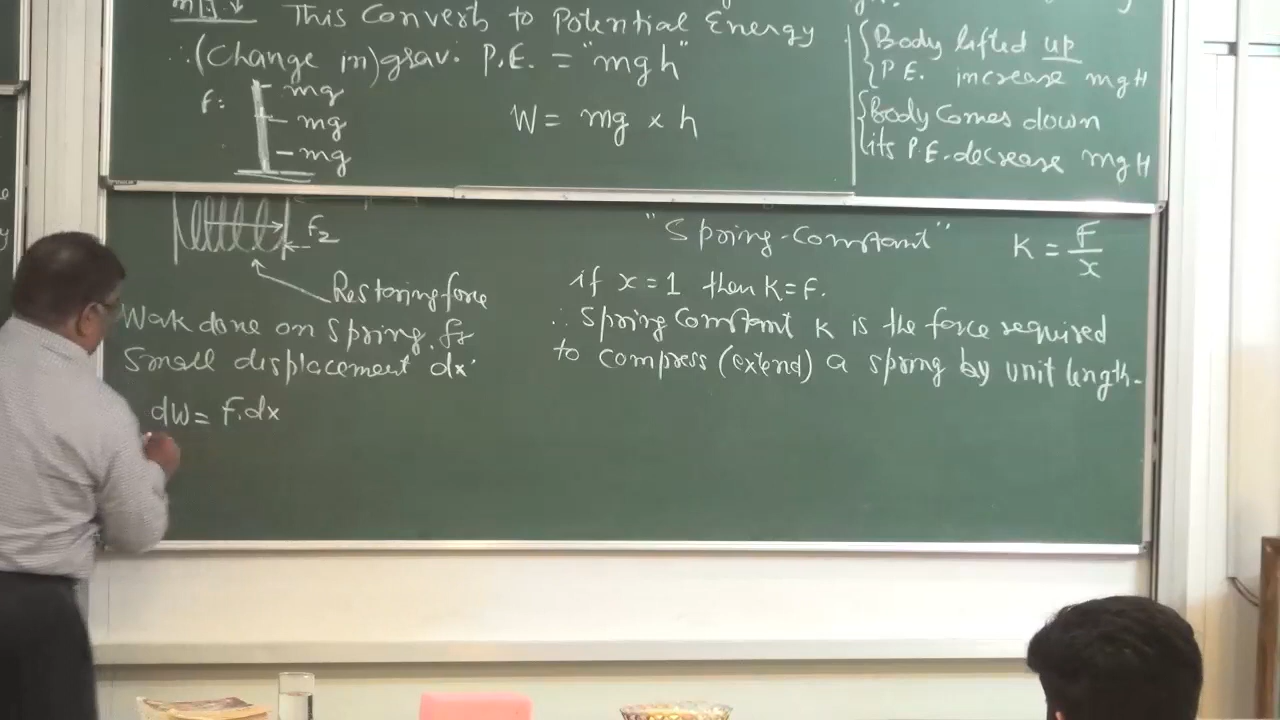 This Converts to Potential Energy
∴ (Change in) grav. P.E. = "mgh"
F:
mg
mg
mg
W = mg × h
Body lifted up
P.E. increase mgH
Body Comes down
its P.E. decrease mgH
F2
Restoring force
Work done on Spring. for
Small displacement 'dx'
dW = F.dx
"Spring-Constant"
K = F/x
if x = 1 then K = F.
∴ Spring Constant K is the force required
to compress (extend) a spring by unit length.